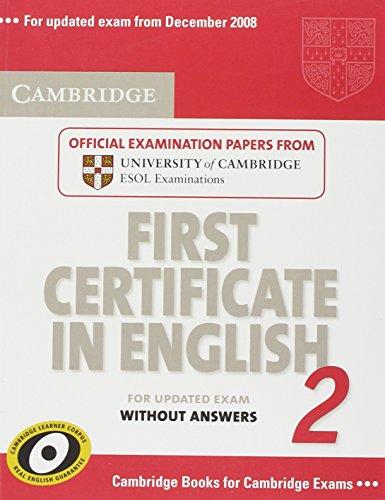 ••• For updated exam from December 2008
CAMBRIDGE
OFFICIAL EXAMINATION PAPERS FROM
UNIVERSITY of CAMBRIDGE
ESOL Examinations
FIRST
CERTIFICATE
IN ENGLISH
2
FOR UPDATED EXAM
WITHOUT ANSWERS
CAMBRIDGE LEARNER CORPUS
REAL ENGLISH GUARANTEE
Cambridge Books for Cambridge Exams •••